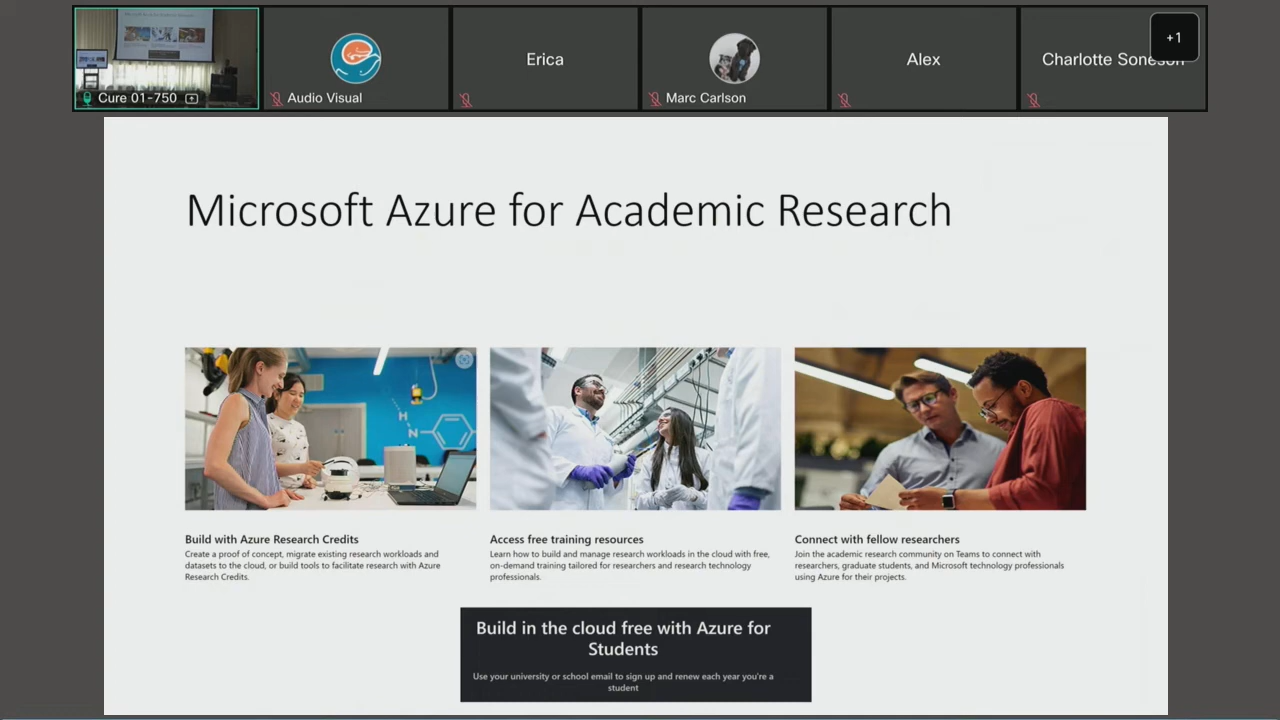 Cure 01-750
Audio Visual
Erica
Marc Carlson
Alex
Charlotte
+1
Microsoft Azure for Academic Research
Build with Azure Research Credits
Create a proof of concept, migrate existing research workloads and
datasets to the cloud, or build tools to facilitate research with Azure
Research Credits.
Access free training resources
Learn how to build and manage research workloads in the cloud with free,
on-demand training tailored for researchers and research technology
professionals.
Connect with fellow researchers
Join the academic research community on Teams to connect with
researchers, graduate students, and Microsoft technology professionals
using Azure for their projects.
H
N
Build in the cloud free with Azure for
Students
Use your university or school email to sign up and renew each year you're a
student